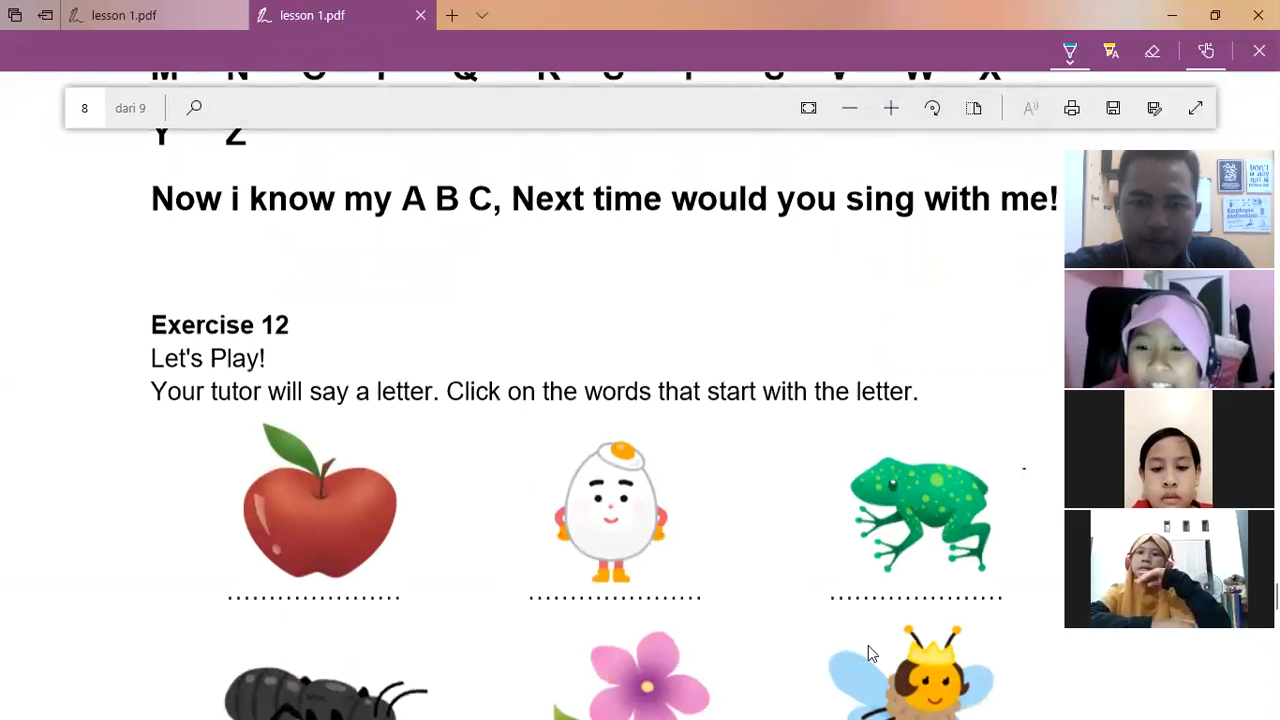 lesson 1.pdf
lesson 1.pdf
M N O P Q R S T U V W X
8 dari 9
Y Z
Now i know my A B C, Next time would you sing with me!
Exercise 12
Let's Play!
Your tutor will say a letter. Click on the words that start with the letter.
.................... .................... ....................